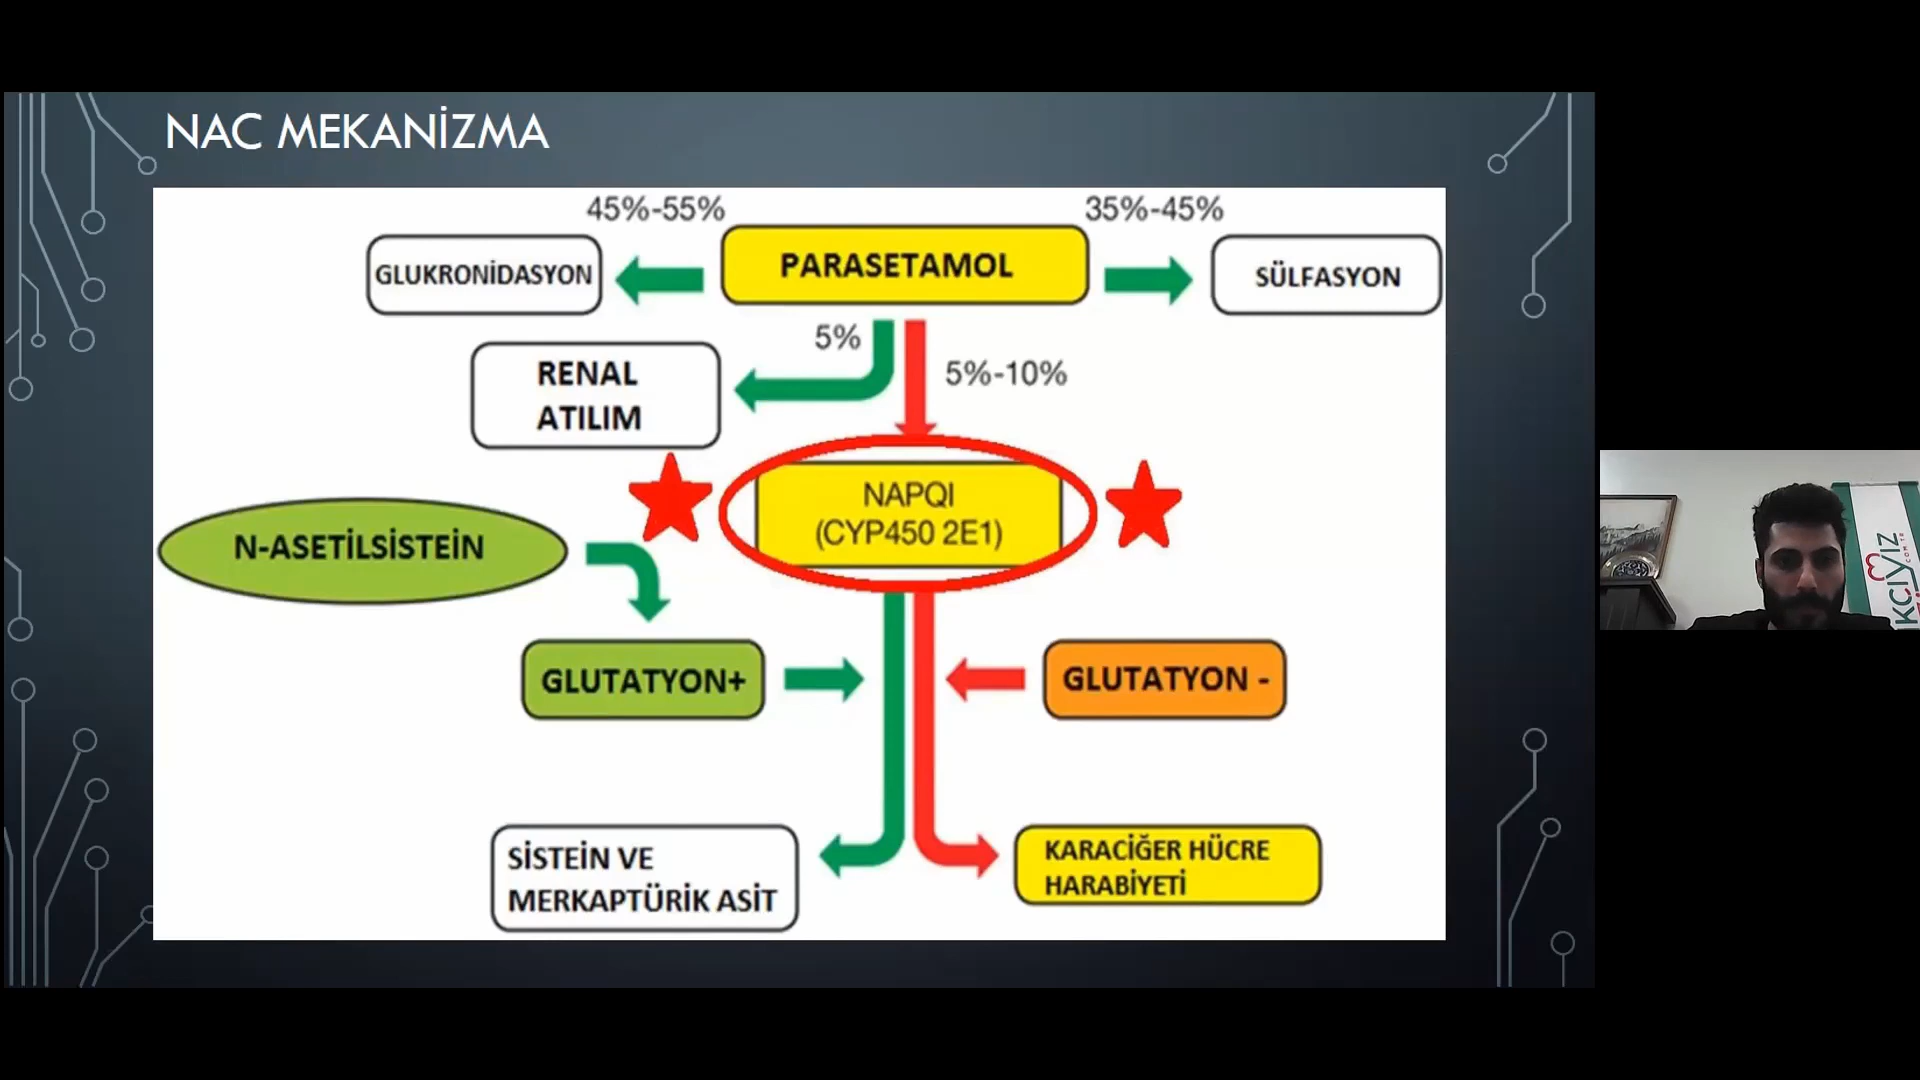 NAC MEKANİZMA
45%-55%
35%-45%
GLUKRONİDASYON
PARASETAMOL
SÜLFASYON
5%
5%-10%
RENAL
ATILIM
NAPQI
(CYP450 2E1)
N-ASETİLSİSTEİN
GLUTATYON+
GLUTATYON -
SİSTEİN VE
MERKAPTÜRİK ASİT
KARACİĞER HÜCRE
HARABİYETİ